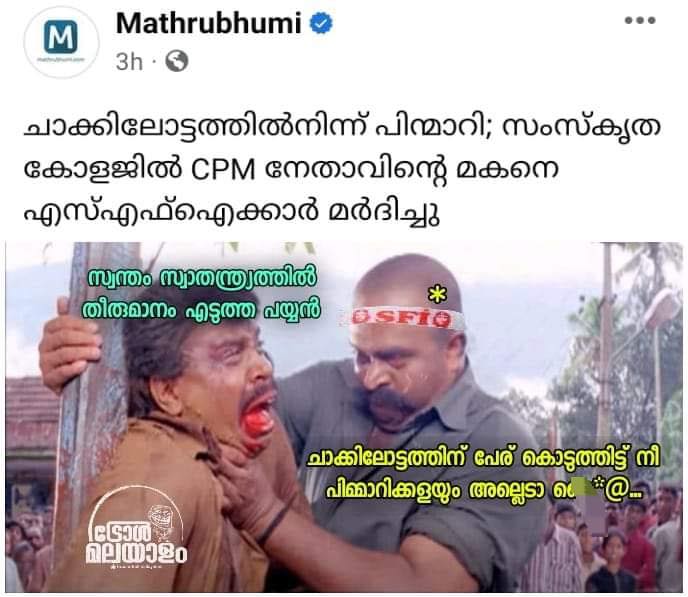 Mathrubhumi
3h
ചാക്കിലോട്ടത്തിൽനിന്ന് പിന്മാറി; സംസ്കൃത
കോളജിൽ CPM നേതാവിന്റെ മകനെ
എസ്എഫ്ഐക്കാർ മർദിച്ചു
സ്വന്തം സ്വാതന്ത്ര്യത്തിൽ
തീരുമാനം എടുത്ത പയ്യൻ
SFI
ചാക്കിലോട്ടത്തിന് പേര് കൊടുത്തിട്ട് നീ
പിമ്മാറിക്കളയും അല്ലെടാ
ട്രോൾ
മലയാളം